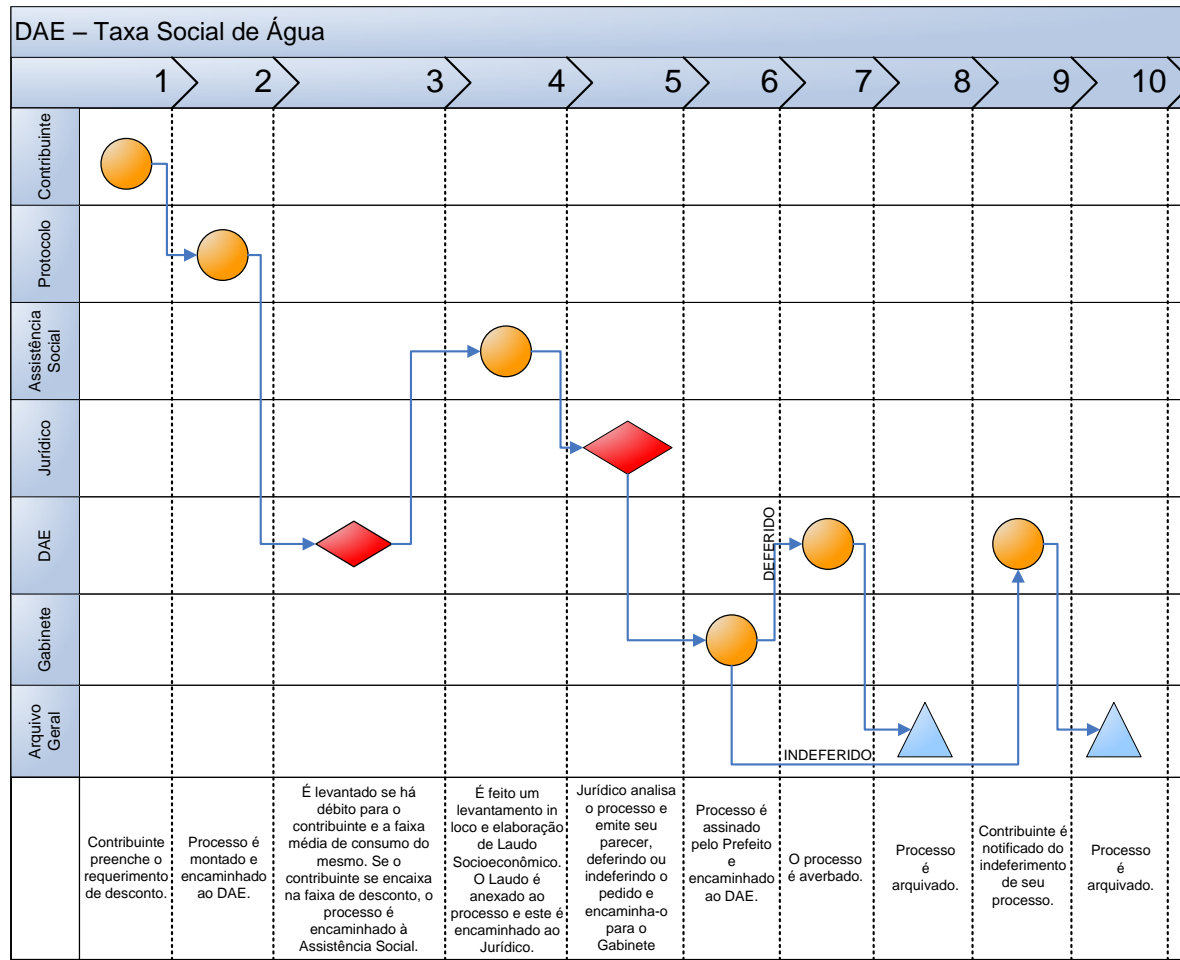 DAE – Taxa Social de Água
1 2 3 4 5 6 7 8 9 10
Contribuinte
Protocolo
Assistência
Social
Jurídico
DAE
Gabinete
Arquivo
Geral
DEFERIDO
INDEFERIDO
Contribuinte
preenche o
requerimento
de desconto.
Processo é
montado e
encaminhado
ao DAE.
É levantado se há
débito para o
contribuinte e a faixa
média de consumo do
mesmo. Se o
contribuinte se encaixa
na faixa de desconto, o
processo é
encaminhado à
Assistência Social.
É feito um
levantamento in
loco e elaboração
de Laudo
Socioeconômico.
O Laudo é
anexado ao
processo e este é
encaminhado ao
Jurídico.
Jurídico analisa
o processo e
emite seu
parecer,
deferindo ou
indeferindo o
pedido e
encaminha-o
para o
Gabinete
Processo é
assinado
pelo Prefeito
e
encaminhado
ao DAE.
O processo
é averbado.
Processo
é
arquivado.
Contribuinte é
notificado do
indeferimento
de seu
processo.
Processo
é
arquivado.